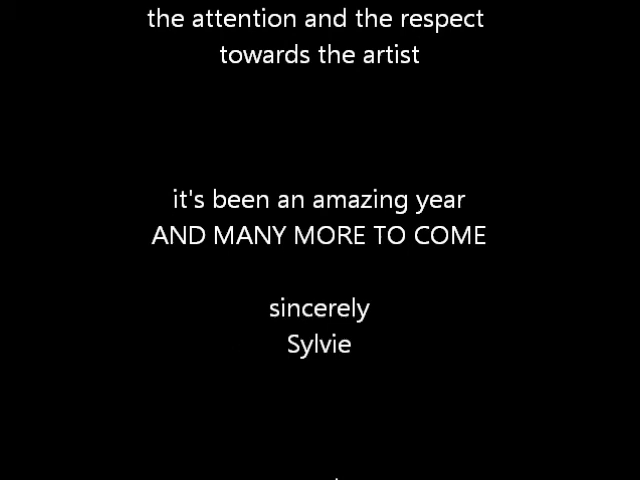 the attention and the respect
towards the artist
it's been an amazing year
AND MANY MORE TO COME
sincerely
Sylvie